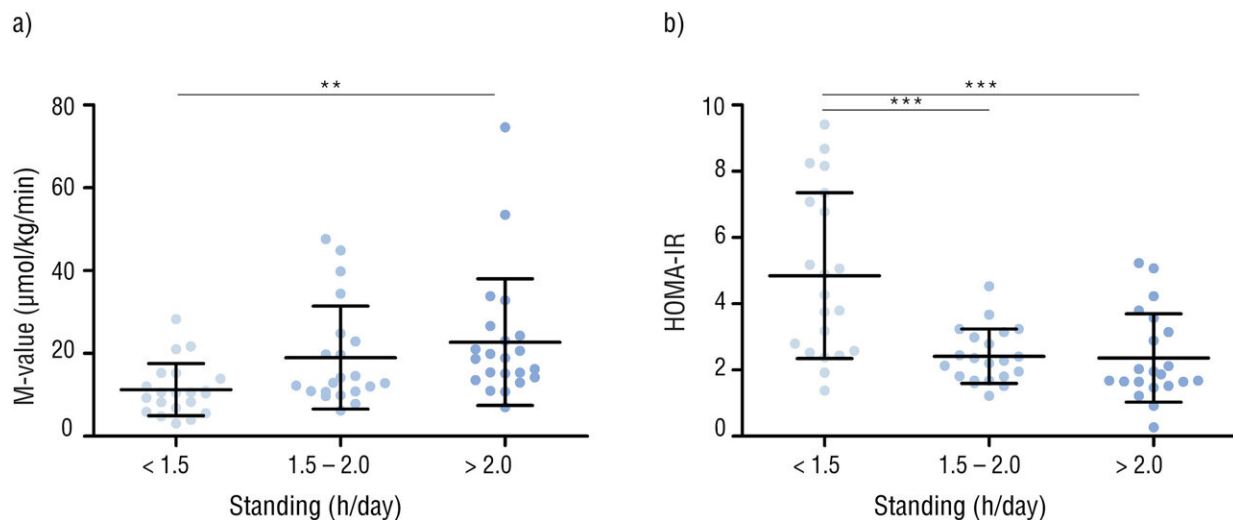 a)
**
M-value (μmol/kg/min)
80
60
40
20
0
< 1.5
1.5 – 2.0
> 2.0
Standing (h/day)
b)
***
***
HOMA-IR
10
8
6
4
2
0
< 1.5
1.5 – 2.0
> 2.0
Standing (h/day)